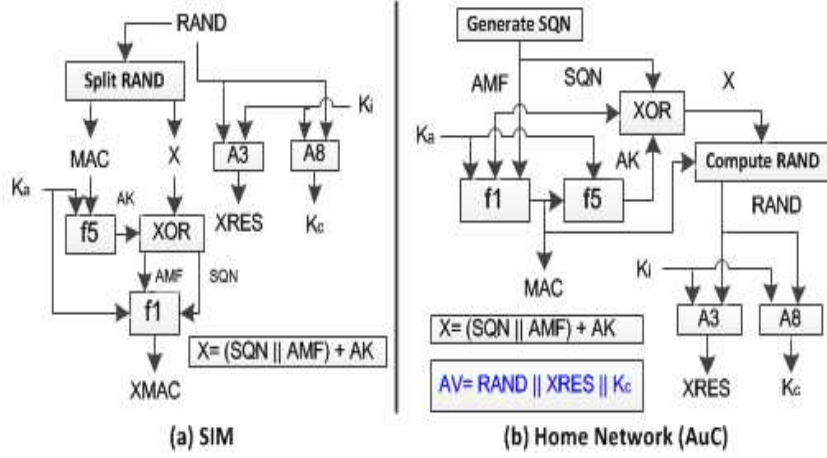 RAND
Split RAND
Ki
MAC
X
A3
A8
Ka
AK
XRES
Kc
f5
XOR
AMF
SQN
f1
X= (SQN || AMF) + AK
XMAC
(a) SIM
Generate SQN
AMF
SQN
X
XOR
Ka
AK
Compute RAND
f1
f5
RAND
MAC
Ki
X= (SQN || AMF) + AK
A3
A8
AV= RAND || XRES || Kc
XRES
Kc
(b) Home Network (AuC)